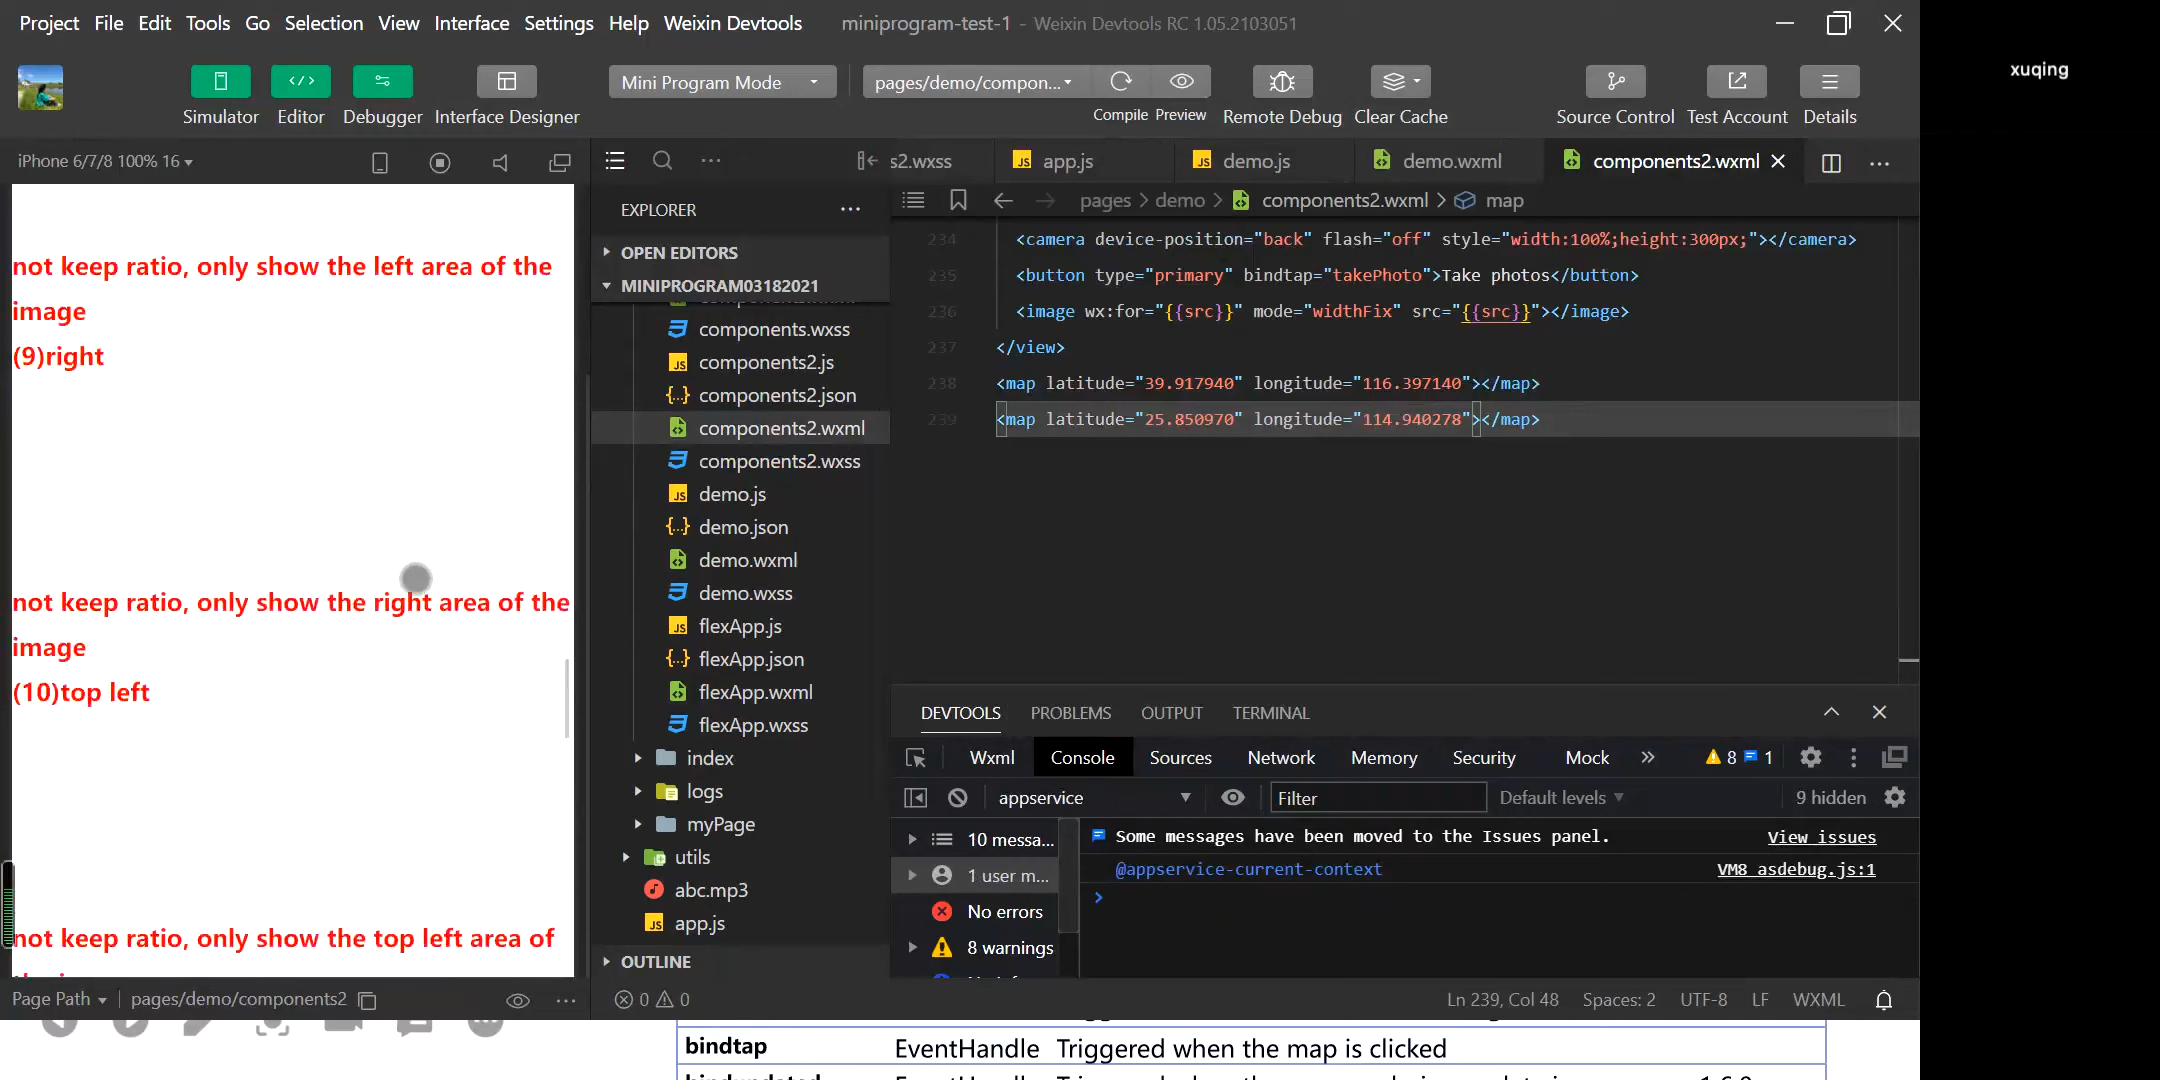 Project File Edit Tools Go Selection View Interface Settings Help Weixin Devtools miniprogram-test-1 - Weixin Devtools RC 1.05.2103051
xuqing
Mini Program Mode pages/demo/compon...
Simulator Editor Debugger Interface Designer Compile Preview Remote Debug Clear Cache Source Control Test Account Details
iPhone 6/7/8 100% 16
s2.wxss app.js demo.js demo.wxml components2.wxml
pages > demo > components2.wxml > map
EXPLORER
OPEN EDITORS
MINIPROGRAM03182021
components.wxss
components2.js
components2.json
components2.wxml
components2.wxss
demo.js
demo.json
demo.wxml
demo.wxss
flexApp.js
flexApp.json
flexApp.wxml
flexApp.wxss
index
logs
myPage
utils
abc.mp3
app.js
OUTLINE
not keep ratio, only show the left area of the
image
(9)right
not keep ratio, only show the right area of the
image
(10)top left
not keep ratio, only show the top left area of
234 <camera device-position="back" flash="off" style="width:100%;height:300px;"></camera>
235 <button type="primary" bindtap="takePhoto">Take photos</button>
236 <image wx:for="{{src}}" mode="widthFix" src="{{src}}"></image>
237 </view>
238 <map latitude="39.917940" longitude="116.397140"></map>
239 <map latitude="25.850970" longitude="114.940278"></map>
DEVTOOLS PROBLEMS OUTPUT TERMINAL
Wxml Console Sources Network Memory Security Mock 8 1
appservice Filter Default levels 9 hidden
10 messa...
1 user m...
No errors
8 warnings
Some messages have been moved to the Issues panel. View issues
@appservice-current-context VM8 asdebug.js:1
Page Path pages/demo/components2
0 0
Ln 239, Col 48 Spaces: 2 UTF-8 LF WXML
bindtap EventHandle Triggered when the map is clicked